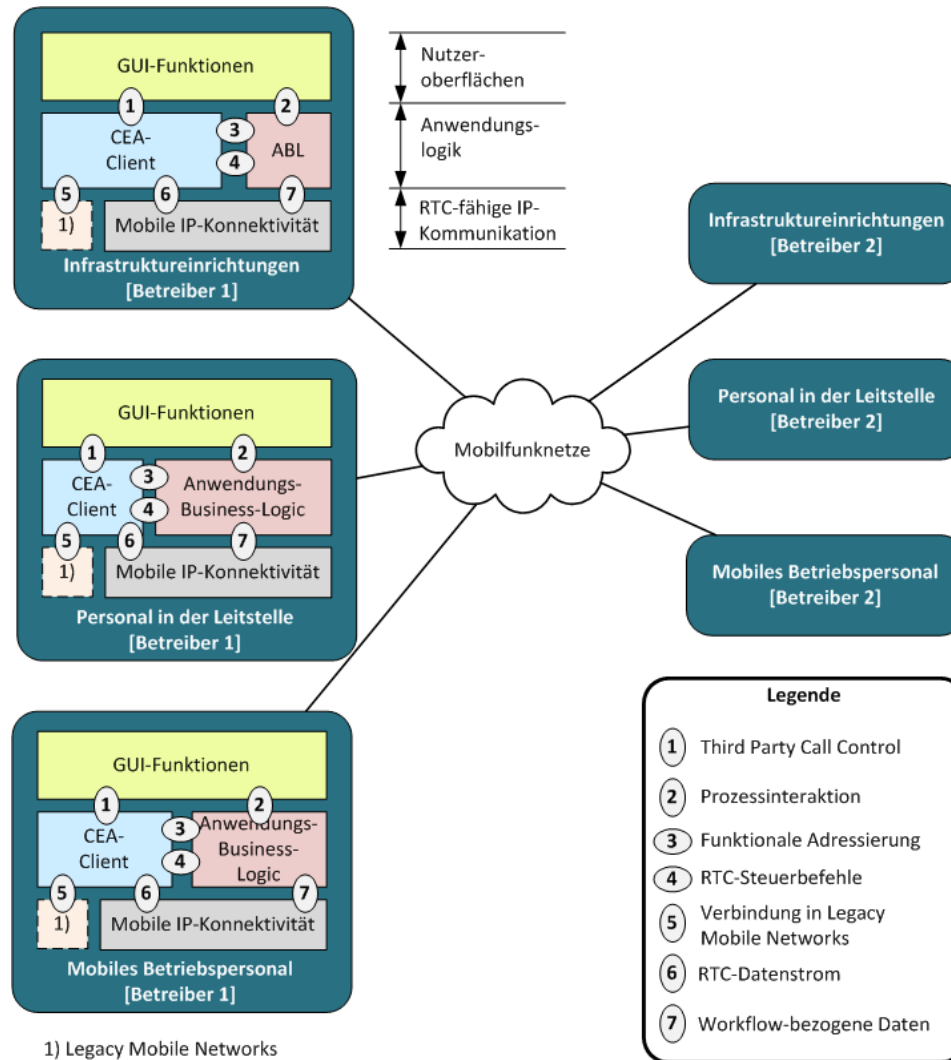 GUI-Funktionen
1
2
CEA-
Client
3
4
ABL
5
6
7
1)
Mobile IP-Konnektivität
Infrastruktureinrichtungen
[Betreiber 1]
Nutzer-
oberflächen
Anwendungs-
logik
RTC-fähige IP-
Kommunikation
GUI-Funktionen
1
2
CEA-
Client
3
4
Anwendungs-
Business-Logic
5
6
7
1)
Mobile IP-Konnektivität
Personal in der Leitstelle
[Betreiber 1]
GUI-Funktionen
1
2
CEA-
Client
3
4
Anwendungs-
Business-
Logic
5
6
7
1)
Mobile IP-Konnektivität
Mobiles Betriebspersonal
[Betreiber 1]
1) Legacy Mobile Networks
Mobilfunknetze
Infrastruktureinrichtungen
[Betreiber 2]
Personal in der Leitstelle
[Betreiber 2]
Mobiles Betriebspersonal
[Betreiber 2]
Legende
1 Third Party Call Control
2 Prozessinteraktion
3 Funktionale Adressierung
4 RTC-Steuerbefehle
5 Verbindung in Legacy
Mobile Networks
6 RTC-Datenstrom
7 Workflow-bezogene Daten